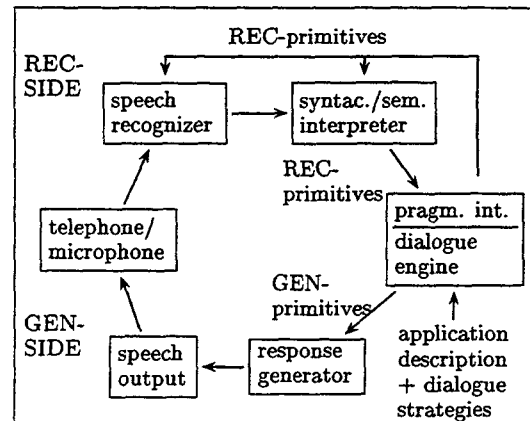 REC-primitives
REC-
SIDE
speech
recognizer
syntac./sem.
interpreter
REC-
primitives
telephone/
microphone
pragm. int.
dialogue
engine
GEN-
primitives
GEN-
SIDE
speech
output
response
generator
application
description
+ dialogue
strategies